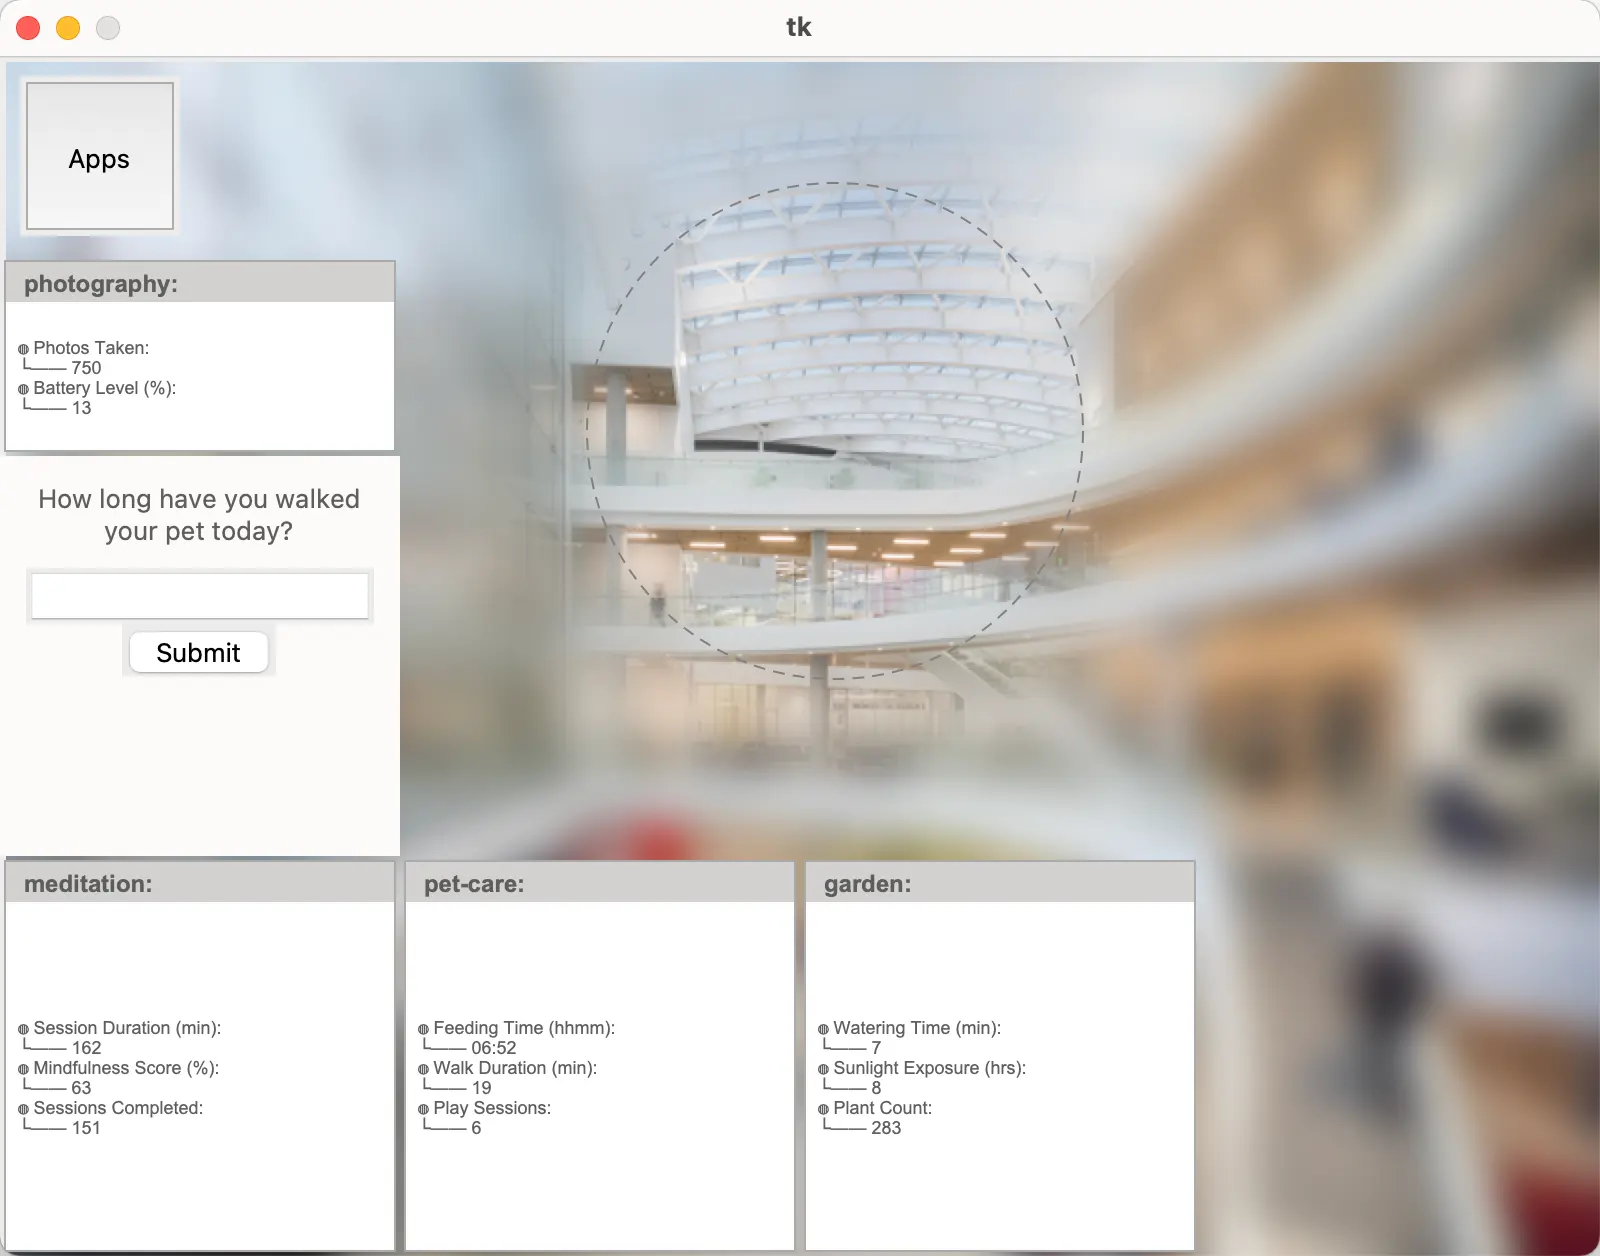 tk
Apps
photography:
◍ Photos Taken:
└─── 750
◍ Battery Level (%):
└─── 13
How long have you walked
your pet today?
Submit
meditation:
◍ Session Duration (min):
└─── 162
◍ Mindfulness Score (%):
└─── 63
◍ Sessions Completed:
└─── 151
pet-care:
◍ Feeding Time (hhmm):
└─── 06:52
◍ Walk Duration (min):
└─── 19
◍ Play Sessions:
└─── 6
garden:
◍ Watering Time (min):
└─── 7
◍ Sunlight Exposure (hrs):
└─── 8
◍ Plant Count:
└─── 283